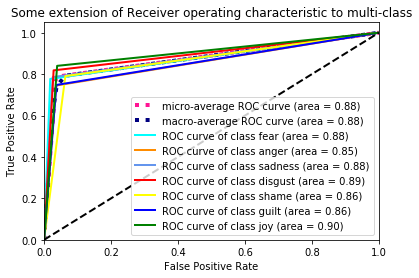 Some extension of Receiver operating characteristic to multi-class
True Positive Rate
1.0
0.8
0.6
0.4
0.2
0.0
micro-average ROC curve (area = 0.88)
macro-average ROC curve (area = 0.88)
ROC curve of class fear (area = 0.88)
ROC curve of class anger (area = 0.85)
ROC curve of class sadness (area = 0.88)
ROC curve of class disgust (area = 0.89)
ROC curve of class shame (area = 0.86)
ROC curve of class guilt (area = 0.86)
ROC curve of class joy (area = 0.90)
0.0 0.2 0.4 0.6 0.8 1.0
False Positive Rate